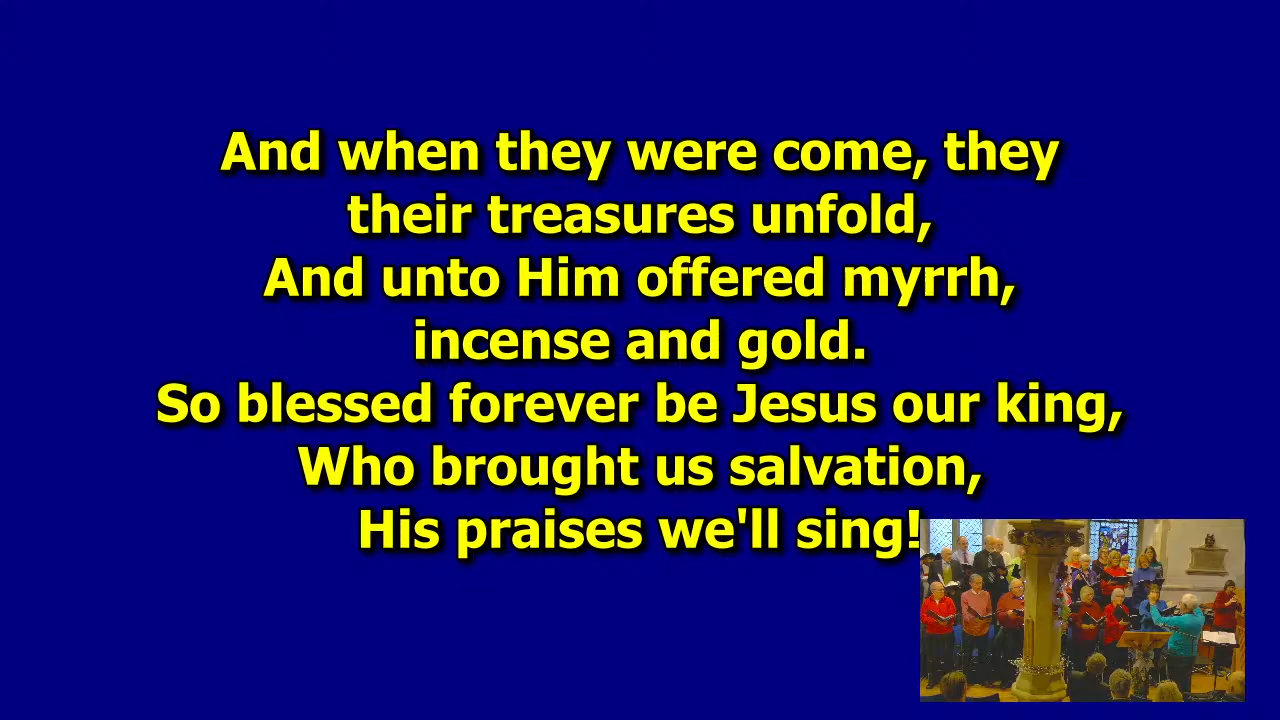 And when they were come, they
their treasures unfold,
And unto Him offered myrrh,
incense and gold.
So blessed forever be Jesus our king,
Who brought us salvation,
His praises we'll sing!